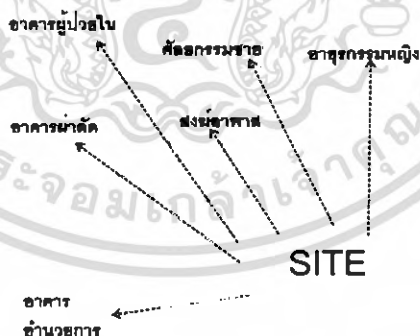 อาคารผู้ป่วยใน
ศัลยกรรมชาย
อายุรกรรมหญิง
อาคารผ่าตัด
สงฆ์อาพาธ
SITE
อาคาร
อำนวยการ